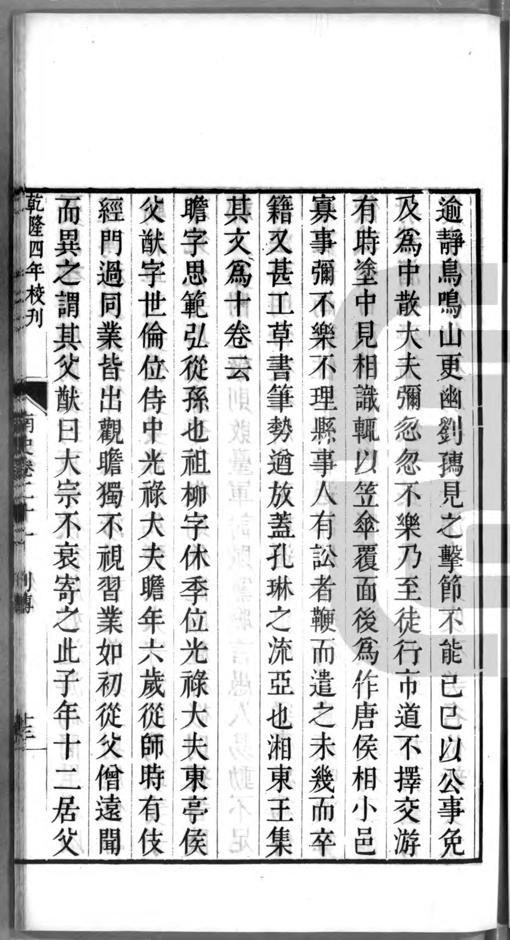 逾靜鳥鳴山更幽劉孺見之擊節不能已已以公事免
及爲中散大夫彌忽忽不樂乃至徒行市道不擇交游
有時塗中見相識輒以笠傘覆面後爲作唐侯相小邑
寡事彌不樂不理縣事人有訟者鞭而遣之未幾而卒
籍又甚工草書筆勢遒放蓋孔琳之流亞也湘東王集
其文爲十卷云
瞻字思範弘從孫也祖柳字休季位光祿大夫東亭侯
父猷字世倫位侍中光祿大夫瞻年六歲從師時有伎
經門過同業皆出觀瞻獨不視習業如初從父僧遠聞
而異之謂其父猷曰大宗不衰寄之此子年十二居父
乾隆四年校刊
南史卷二十一 列傳
十三